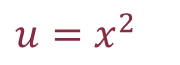 u = x²